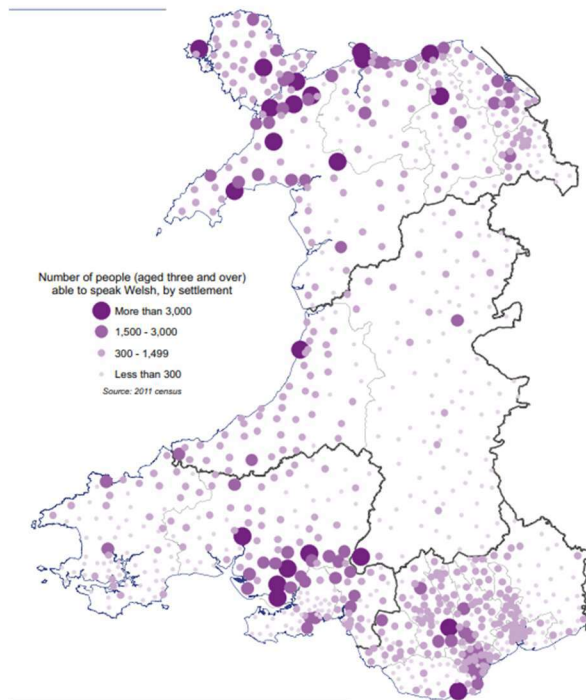 Number of people (aged three and over)
able to speak Welsh, by settlement
More than 3,000
1,500 - 3,000
300 - 1,499
Less than 300
Source: 2011 census